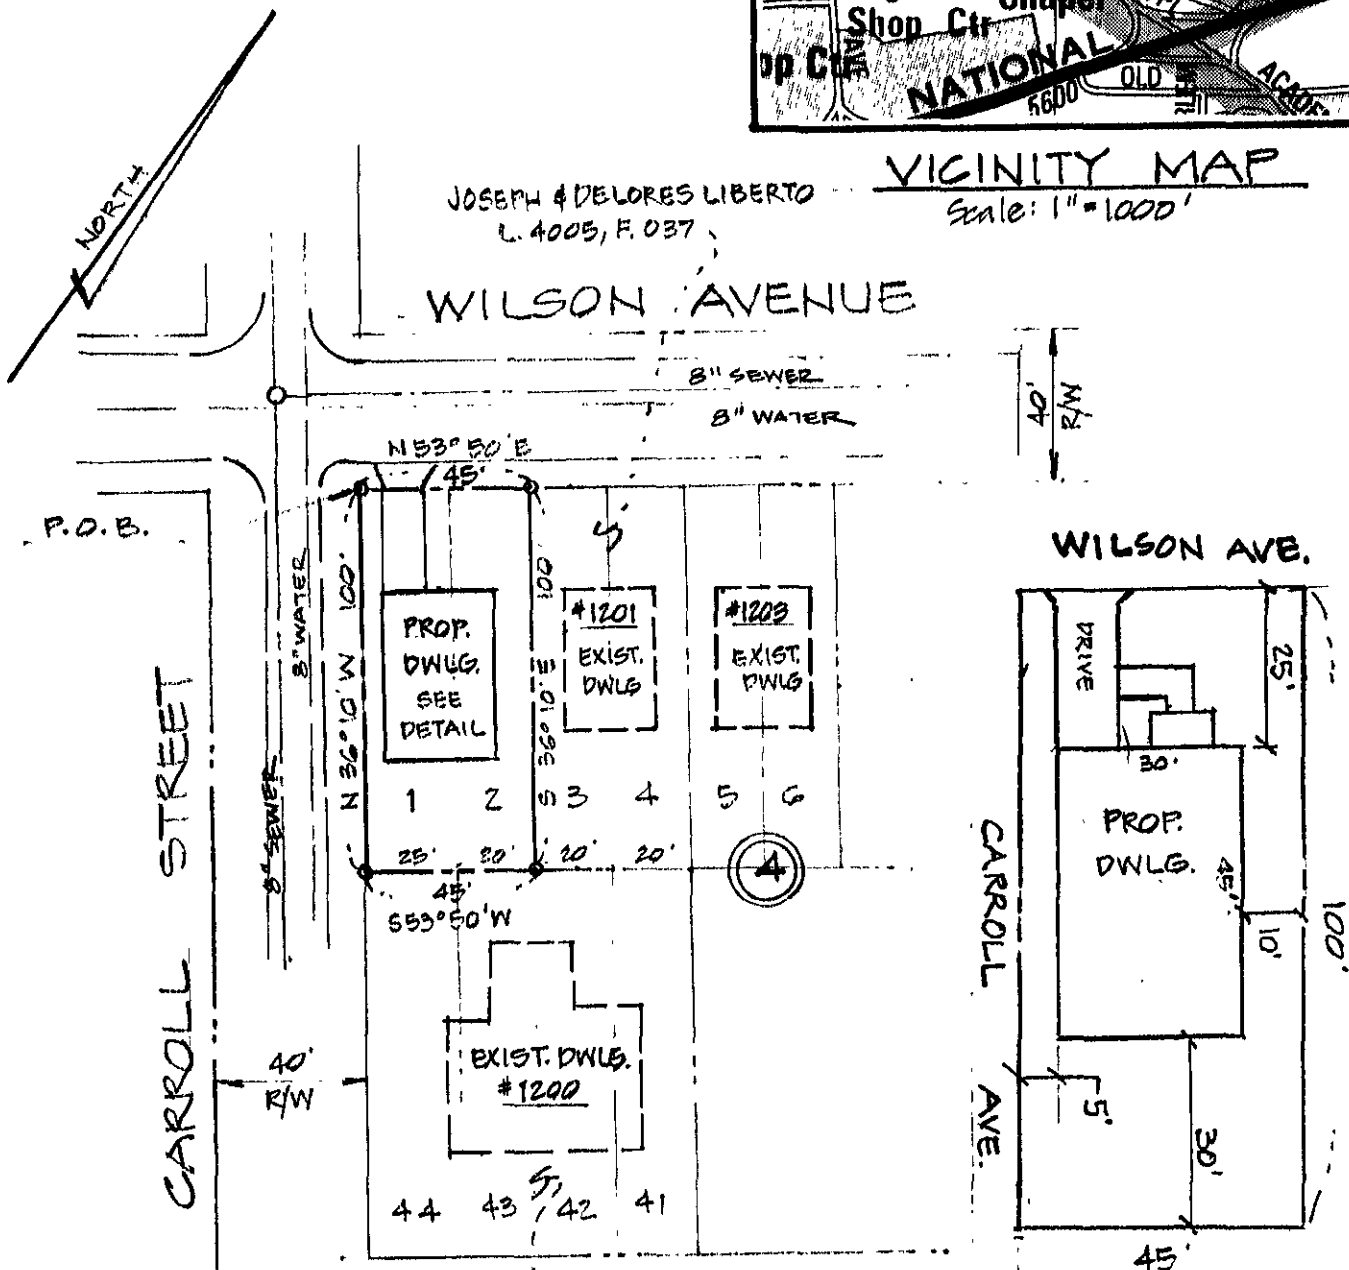 Shop Ctr
NATIONAL
5600
OLD
VICINITY MAP
Scale: 1"=1000'
NORTH
JOSEPH & DELORES LIBERTO
L. 4005, F. 037
WILSON AVENUE
8" SEWER
8" WATER
40'
R/W
N53°50'E
45'
P.O.B.
8" WATER
8" SEWER
N 36°10' W 100'
100'
S 36°10' E
PROP.
DWLG.
SEE
DETAIL
#1201
EXIST.
DWLG
#1203
EXIST.
DWLG
1 2 3 4 5 6
25' 20' 20' 20'
4
45'
S53°50'W
CARROLL STREET
40'
R/W
EXIST. DWLG.
#1200
44 43 42 41
WILSON AVE.
DRIVE
25'
30'
PROP.
DWLG.
45'
10'
100'
CARROLL AVE.
5'
30'
45'